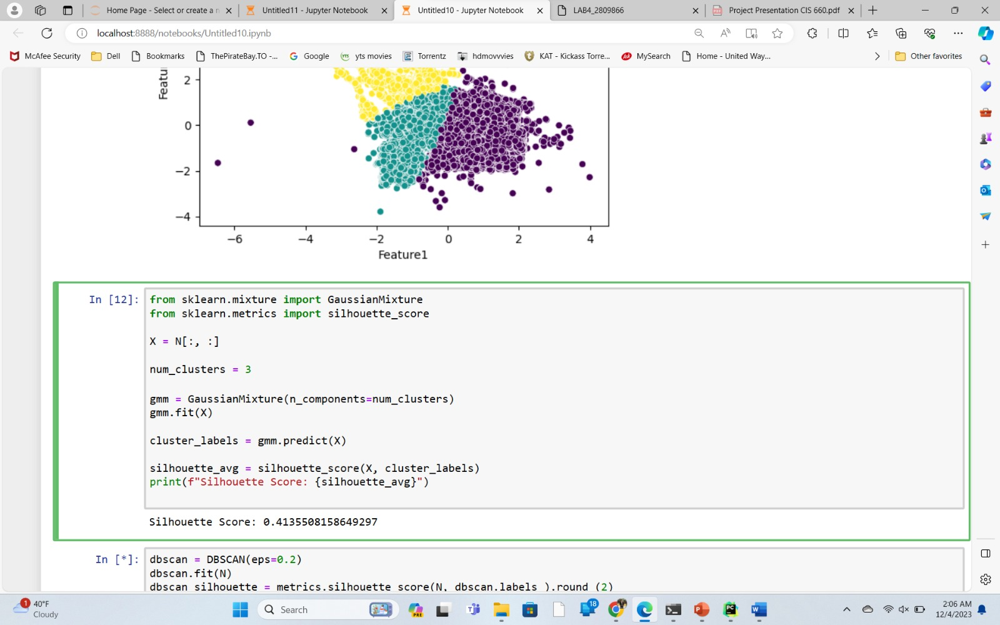 Home Page - Select or create a n
Untitled11 - Jupyter Notebook
Untitled10 - Jupyter Notebook
LAB4_2809866
Project Presentation CIS 660.pdf
localhost:8888/notebooks/Untitled10.ipynb
McAfee Security
Dell
Bookmarks
ThePirateBay.TO -...
Google
yts movies
Torrentz
hdmovvvies
KAT - Kickass Torre...
MySearch
Home - United Way...
Other favorites
Featu
2
0
−2
−4
−6 −4 −2 0 2 4
Feature1
In [12]:
from sklearn.mixture import GaussianMixture
from sklearn.metrics import silhouette_score
X = N[:, :]
num_clusters = 3
gmm = GaussianMixture(n_components=num_clusters)
gmm.fit(X)
cluster_labels = gmm.predict(X)
silhouette_avg = silhouette_score(X, cluster_labels)
print(f"Silhouette Score: {silhouette_avg}")
Silhouette Score: 0.4135508158649297
In [*]:
dbscan = DBSCAN(eps=0.2)
dbscan.fit(N)
dbscan_silhouette = metrics.silhouette_score(N, dbscan.labels_).round (2)
1
40°F
Cloudy
Search
PRE
18
2:06 AM
12/4/2023